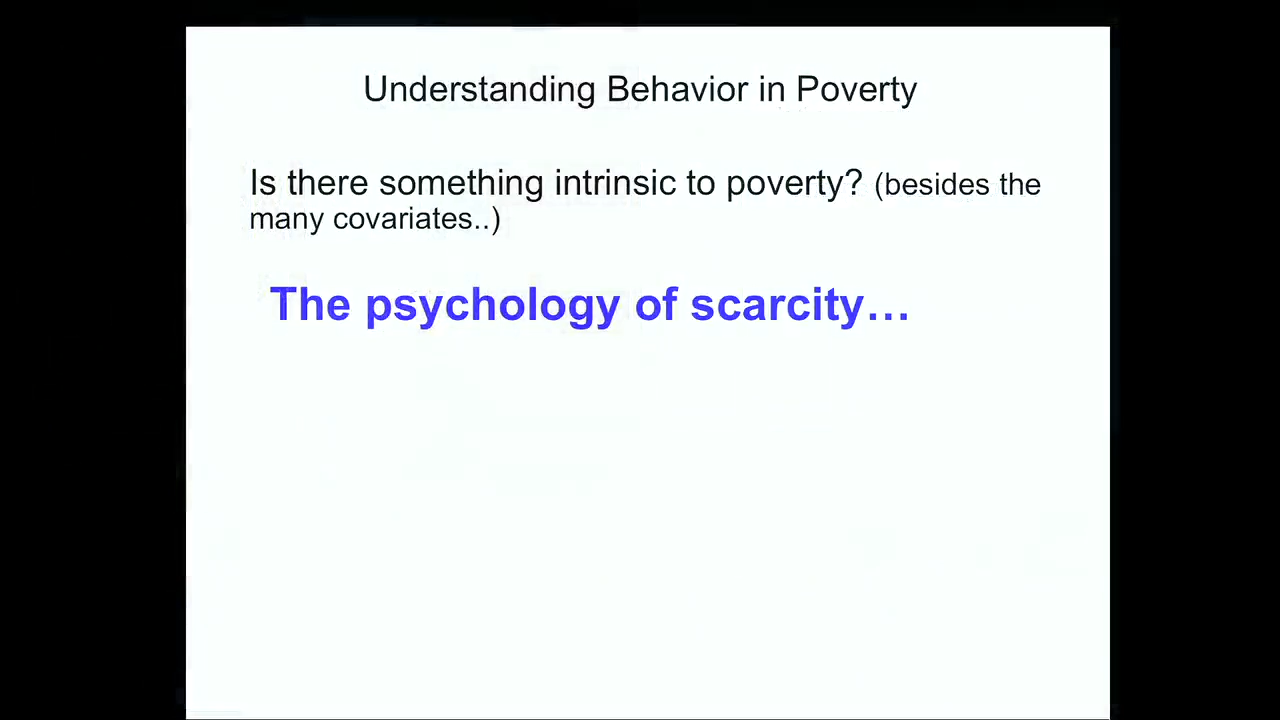 Understanding Behavior in Poverty
Is there something intrinsic to poverty? (besides the
many covariates..)
The psychology of scarcity…